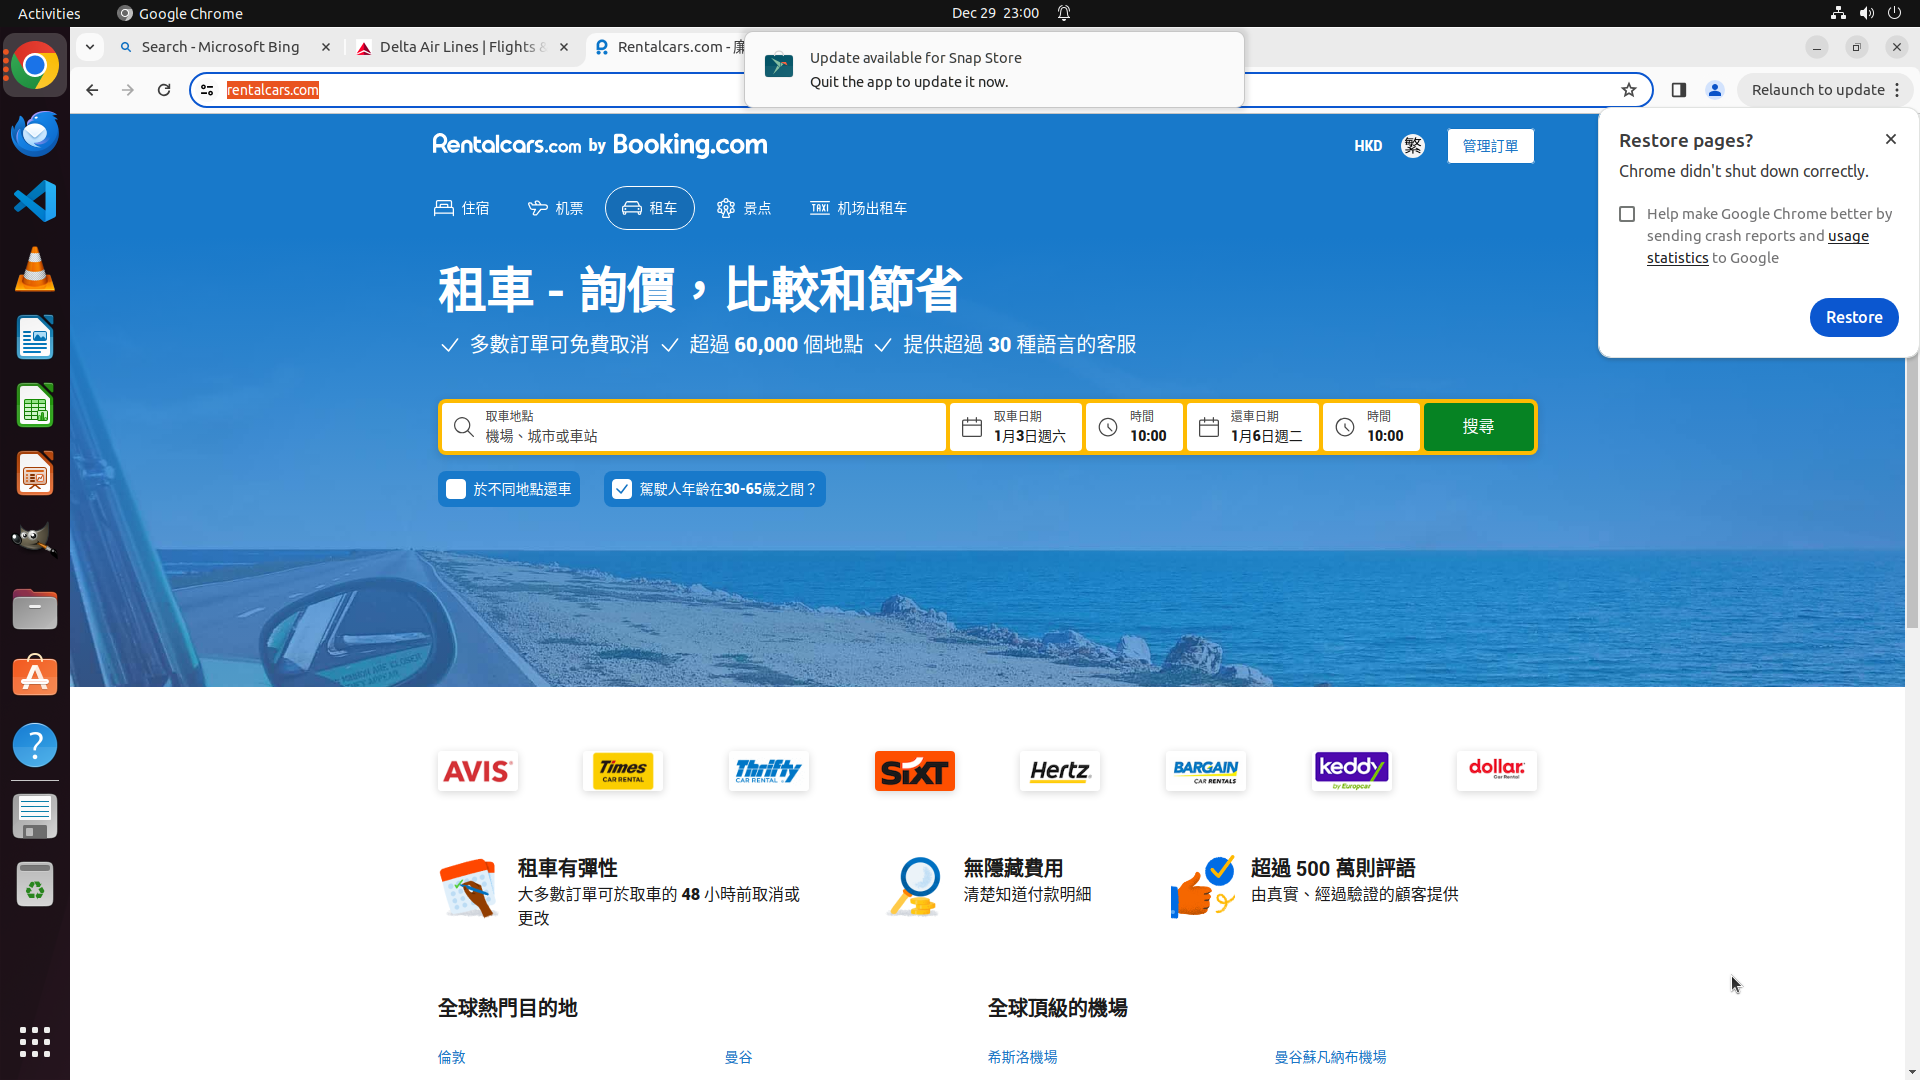 Activities
Google Chrome
Dec 29 23:00
Search - Microsoft Bing
Delta Air Lines | Flights &
Rentalcars.com - 廉
Update available for Snap Store
Quit the app to update it now.
rentalcars.com
Relaunch to update
Restore pages?
Chrome didn't shut down correctly.
Help make Google Chrome better by
sending crash reports and usage
statistics to Google
Restore
Rentalcars.com by Booking.com
HKD
繁
管理訂單
住宿
机票
租车
景点
TAXI
机场出租车
租車 - 詢價，比較和節省
多數訂單可免費取消
超過 60,000 個地點
提供超過 30 種語言的客服
取車地點
機場、城市或車站
取車日期
1月3日週六
時間
10:00
還車日期
1月6日週二
時間
10:00
搜尋
於不同地點還車
駕駛人年齡在30-65歲之間？
AVIS
Times
CAR RENTAL
Thrifty
CAR RENTAL
SIXT
Hertz
BARGAIN
CAR RENTALS
keddy
by Europcar
dollar.
Car Rental
租車有彈性
大多數訂單可於取車的 48 小時前取消或
更改
無隱藏費用
清楚知道付款明細
超過 500 萬則評語
由真實、經過驗證的顧客提供
全球熱門目的地
全球頂級的機場
倫敦
曼谷
希斯洛機場
曼谷蘇凡納布機場